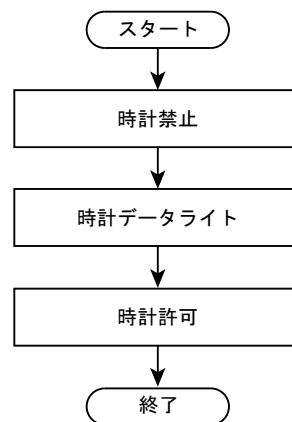 スタート
時計禁止
時計データライト
時計許可
終了